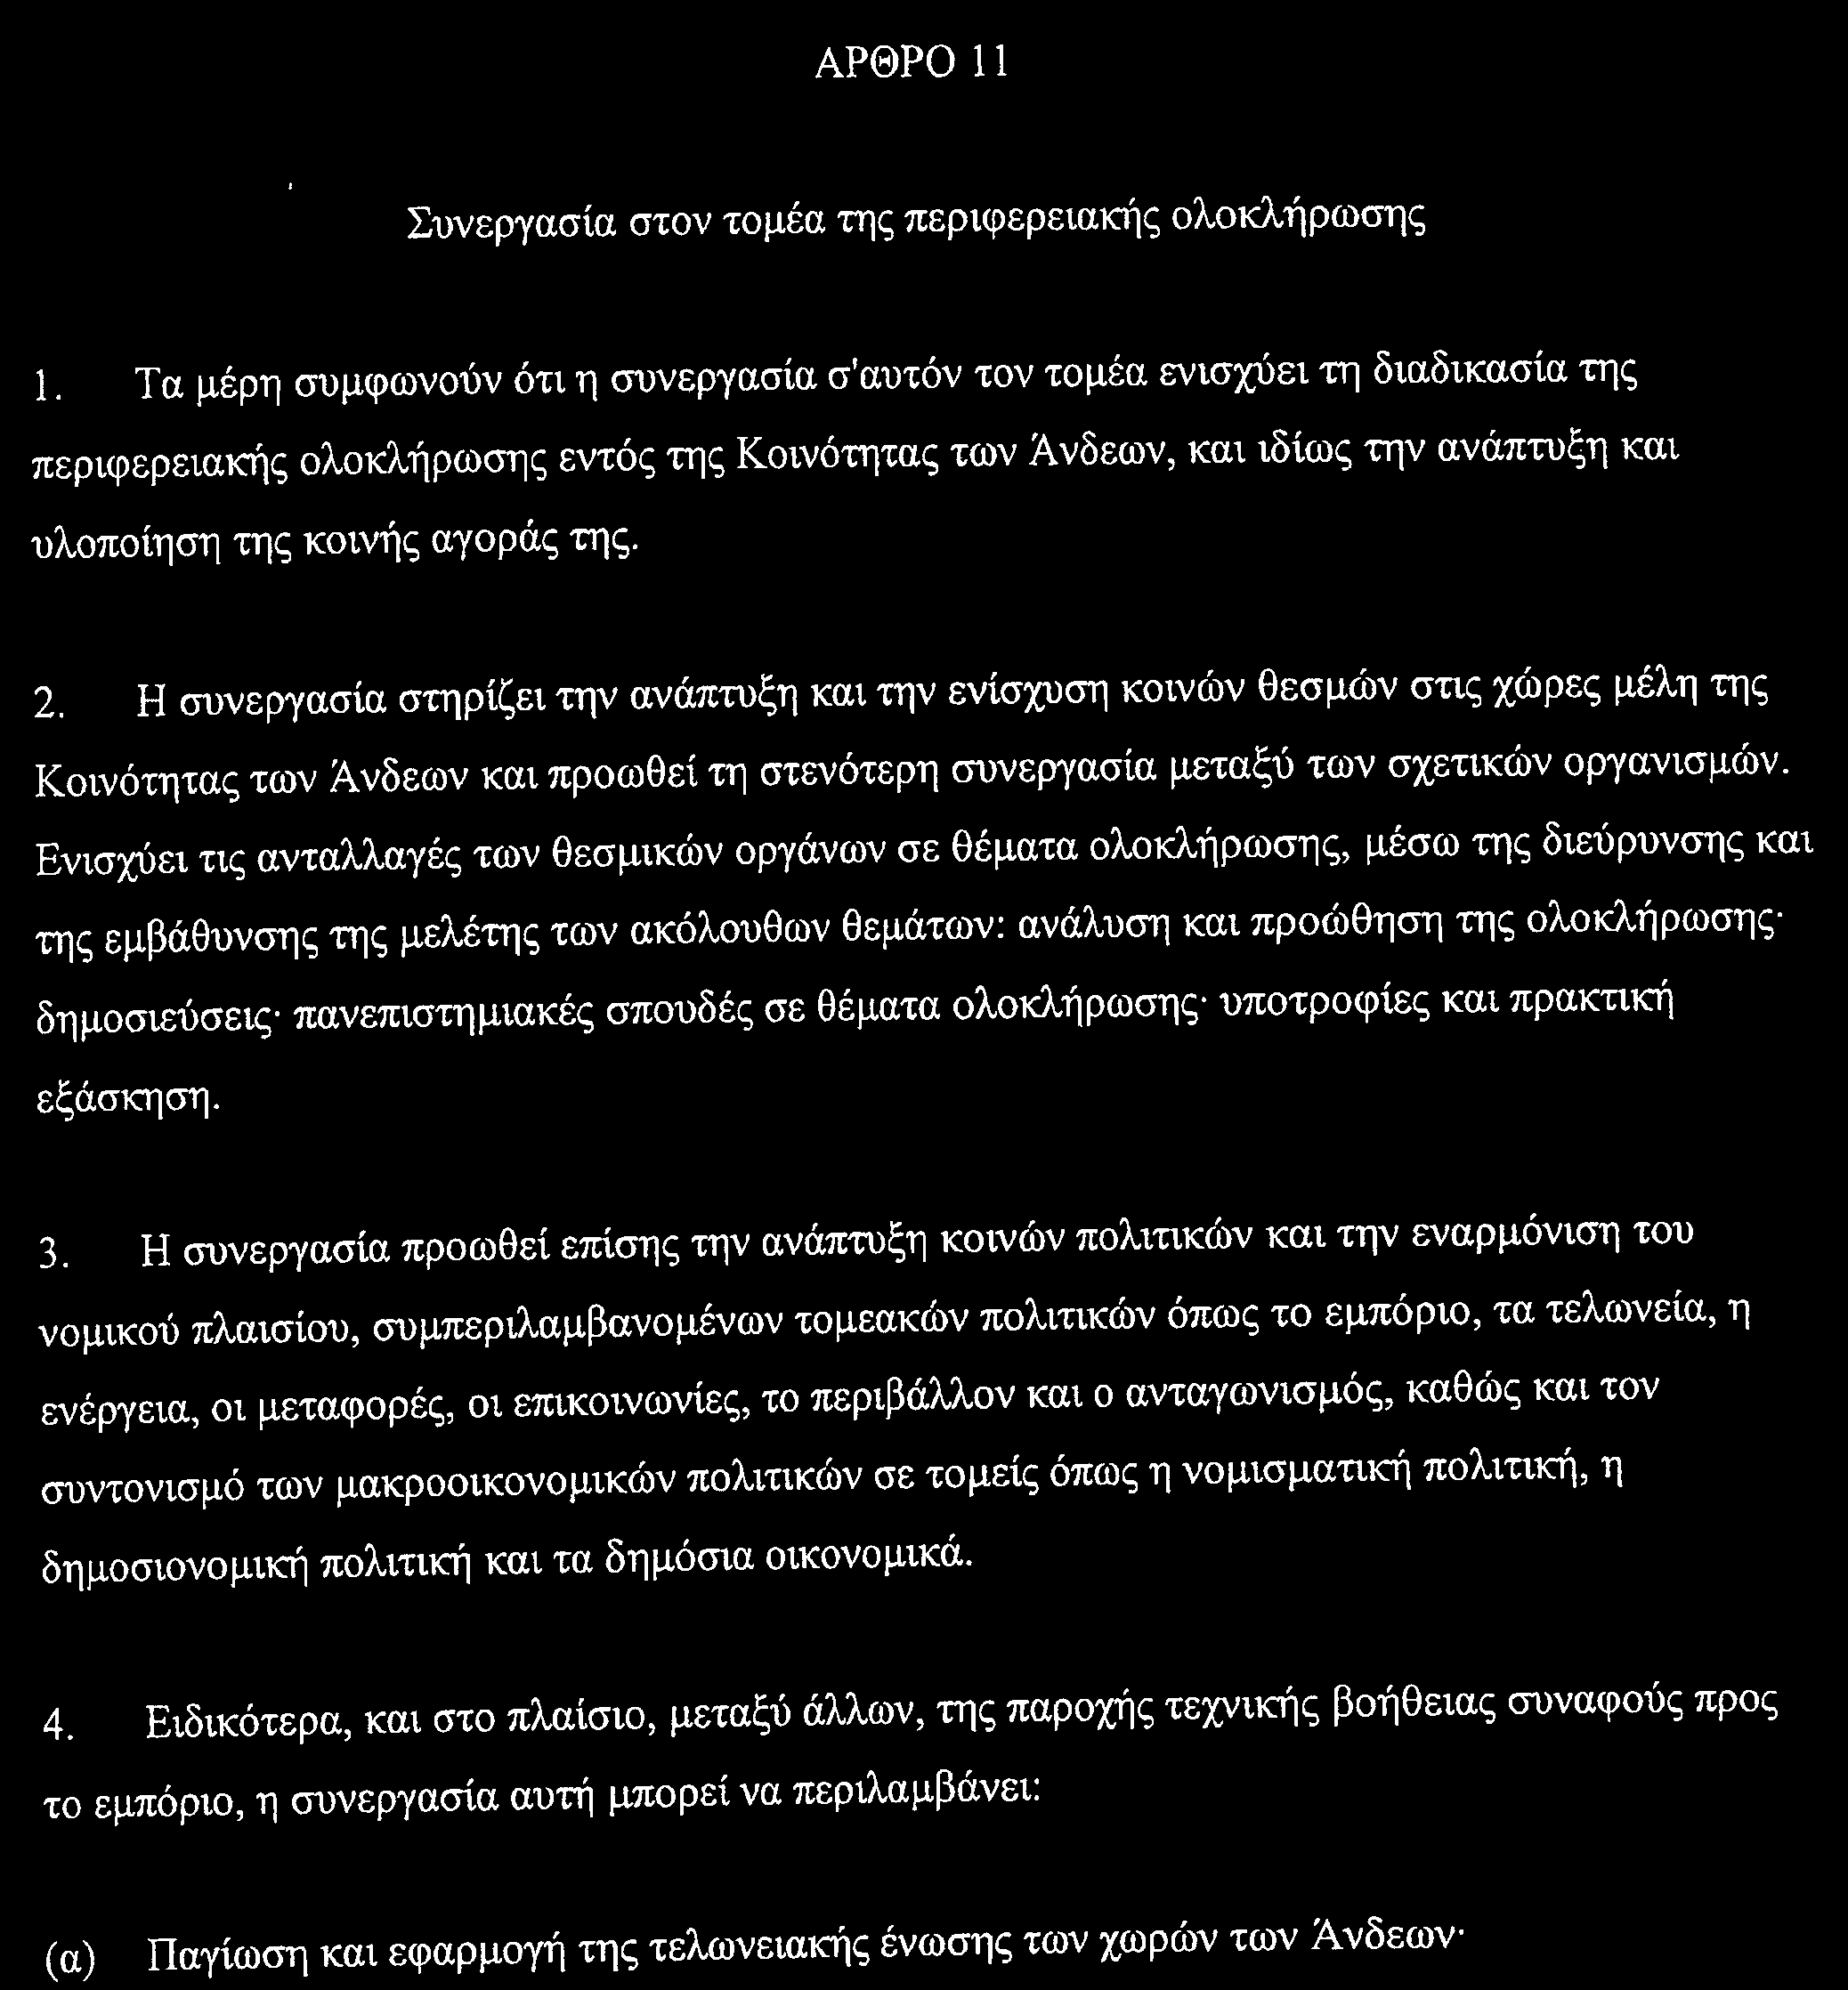 ΑΡΘΡΟ 11
Συνεργασία στον τομέα της περιφερειακής ολοκλήρωσης
1. Τα μέρη συμφωνούν ότι η συνεργασία σ'αυτόν τον τομέα ενισχύει τη διαδικασία της
περιφερειακής ολοκλήρωσης εντός της Κοινότητας των Άνδεων, και ιδίως την ανάπτυξη και
υλοποίηση της κοινής αγοράς της.
2. Η συνεργασία στηρίζει την ανάπτυξη και την ενίσχυση κοινών θεσμών στις χώρες μέλη της
Κοινότητας των Άνδεων και προωθεί τη στενότερη συνεργασία μεταξύ των σχετικών οργανισμών.
Ενισχύει τις ανταλλαγές των θεσμικών οργάνων σε θέματα ολοκλήρωσης, μέσω της διεύρυνσης και
της εμβάθυνσης της μελέτης των ακόλουθων θεμάτων: ανάλυση και προώθηση της ολοκλήρωσης·
δημοσιεύσεις· πανεπιστημιακές σπουδές σε θέματα ολοκλήρωσης· υποτροφίες και πρακτική
εξάσκηση.
3. Η συνεργασία προωθεί επίσης την ανάπτυξη κοινών πολιτικών και την εναρμόνιση του
νομικού πλαισίου, συμπεριλαμβανομένων τομεακών πολιτικών όπως το εμπόριο, τα τελωνεία, η
ενέργεια, οι μεταφορές, οι επικοινωνίες, το περιβάλλον και ο ανταγωνισμός, καθώς και τον
συντονισμό των μακροοικονομικών πολιτικών σε τομείς όπως η νομισματική πολιτική, η
δημοσιονομική πολιτική και τα δημόσια οικονομικά.
4. Ειδικότερα, και στο πλαίσιο, μεταξύ άλλων, της παροχής τεχνικής βοήθειας συναφούς προς
το εμπόριο, η συνεργασία αυτή μπορεί να περιλαμβάνει:
(α) Παγίωση και εφαρμογή της τελωνειακής ένωσης των χωρών των Άνδεων·